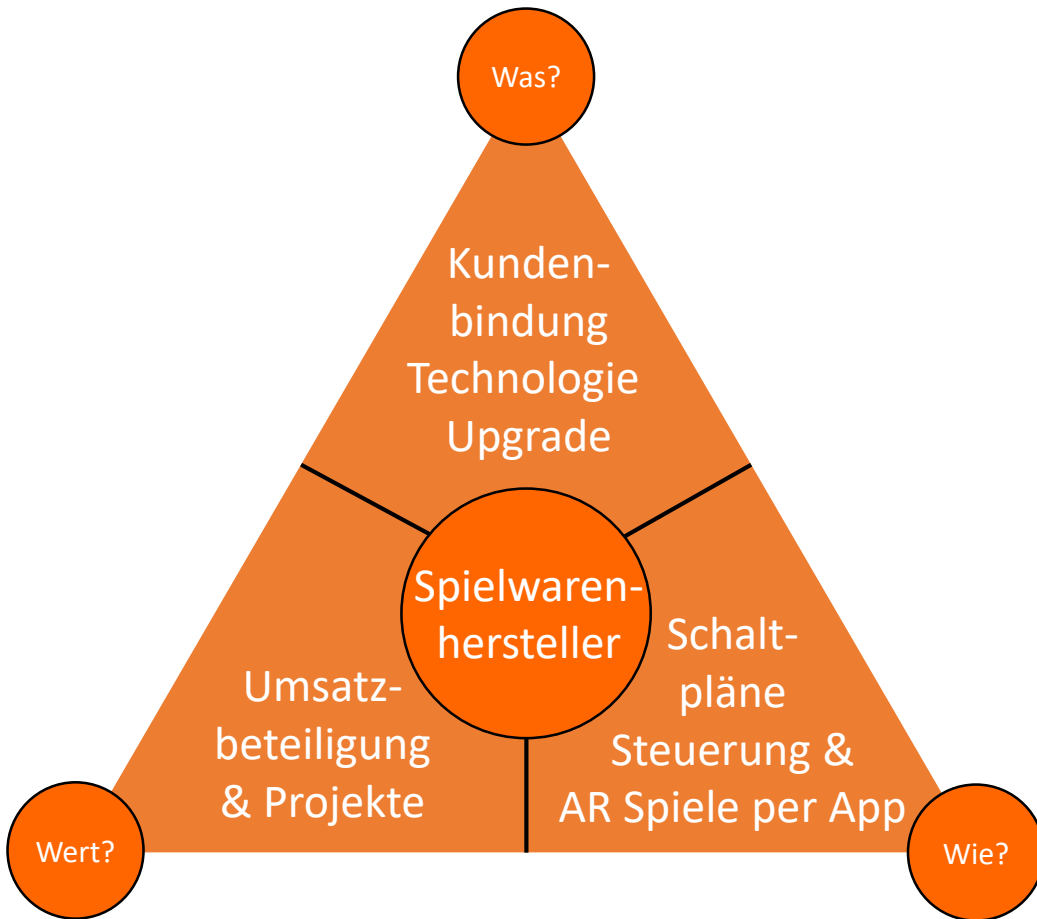 Was?
Kunden-
bindung
Technologie
Upgrade
Spielwaren-
hersteller
Umsatz-
beteiligung
& Projekte
Schalt-
pläne
Steuerung &
AR Spiele per App
Wert?
Wie?